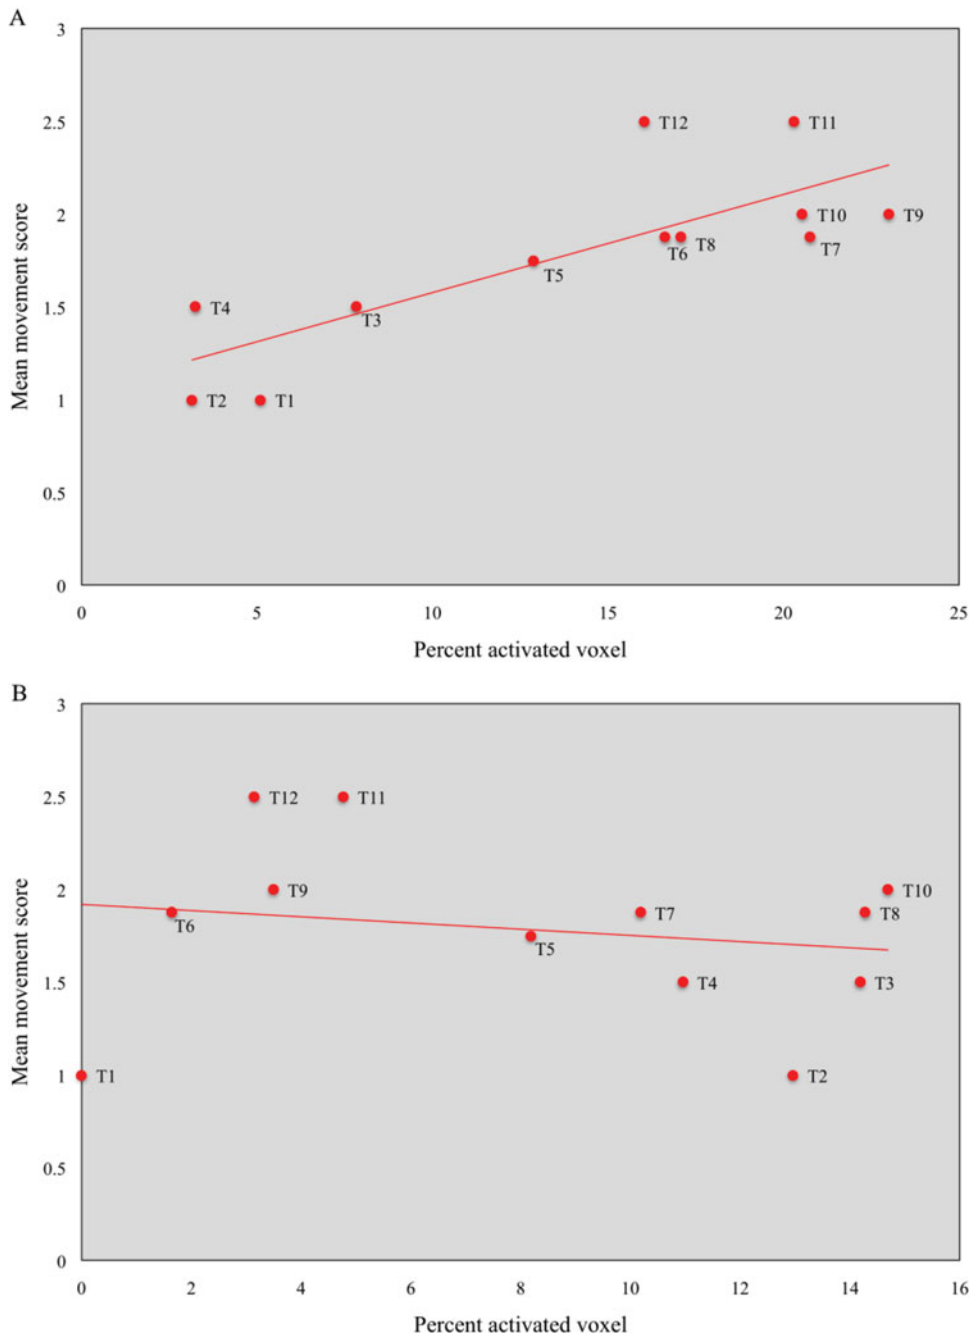 A
3
2.5
T12 T11
2
T10 T9
T6 T8 T7
T5
1.5
T4 T3
1
T2 T1
0.5
0
Mean movement score
0 5 10 15 20 25
Percent activated voxel
B
3
2.5
T12 T11
2
T9 T10
T6 T7 T8
T5
1.5
T4 T3
1
T1 T2
0.5
0
Mean movement score
0 2 4 6 8 10 12 14 16
Percent activated voxel